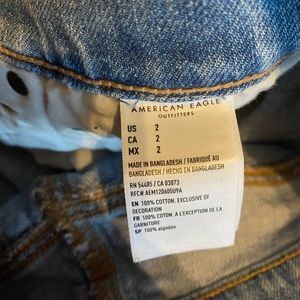 AMERICAN EAGLE
OUTFITTERS
US 2
CA 2
MX 2
MADE IN BANGLADESH / FABRIQUÉ AU
BANGLADESH / HECHO EN BANGLADESH
RN 54485 / CA 03873
RFC# AEM120605U9A
EN 100% COTTON. EXCLUSIVE OF
DECORATION
FR 100% COTON. A L'EXCEPTION DE LA
GARNITURE
SP 100% algodón